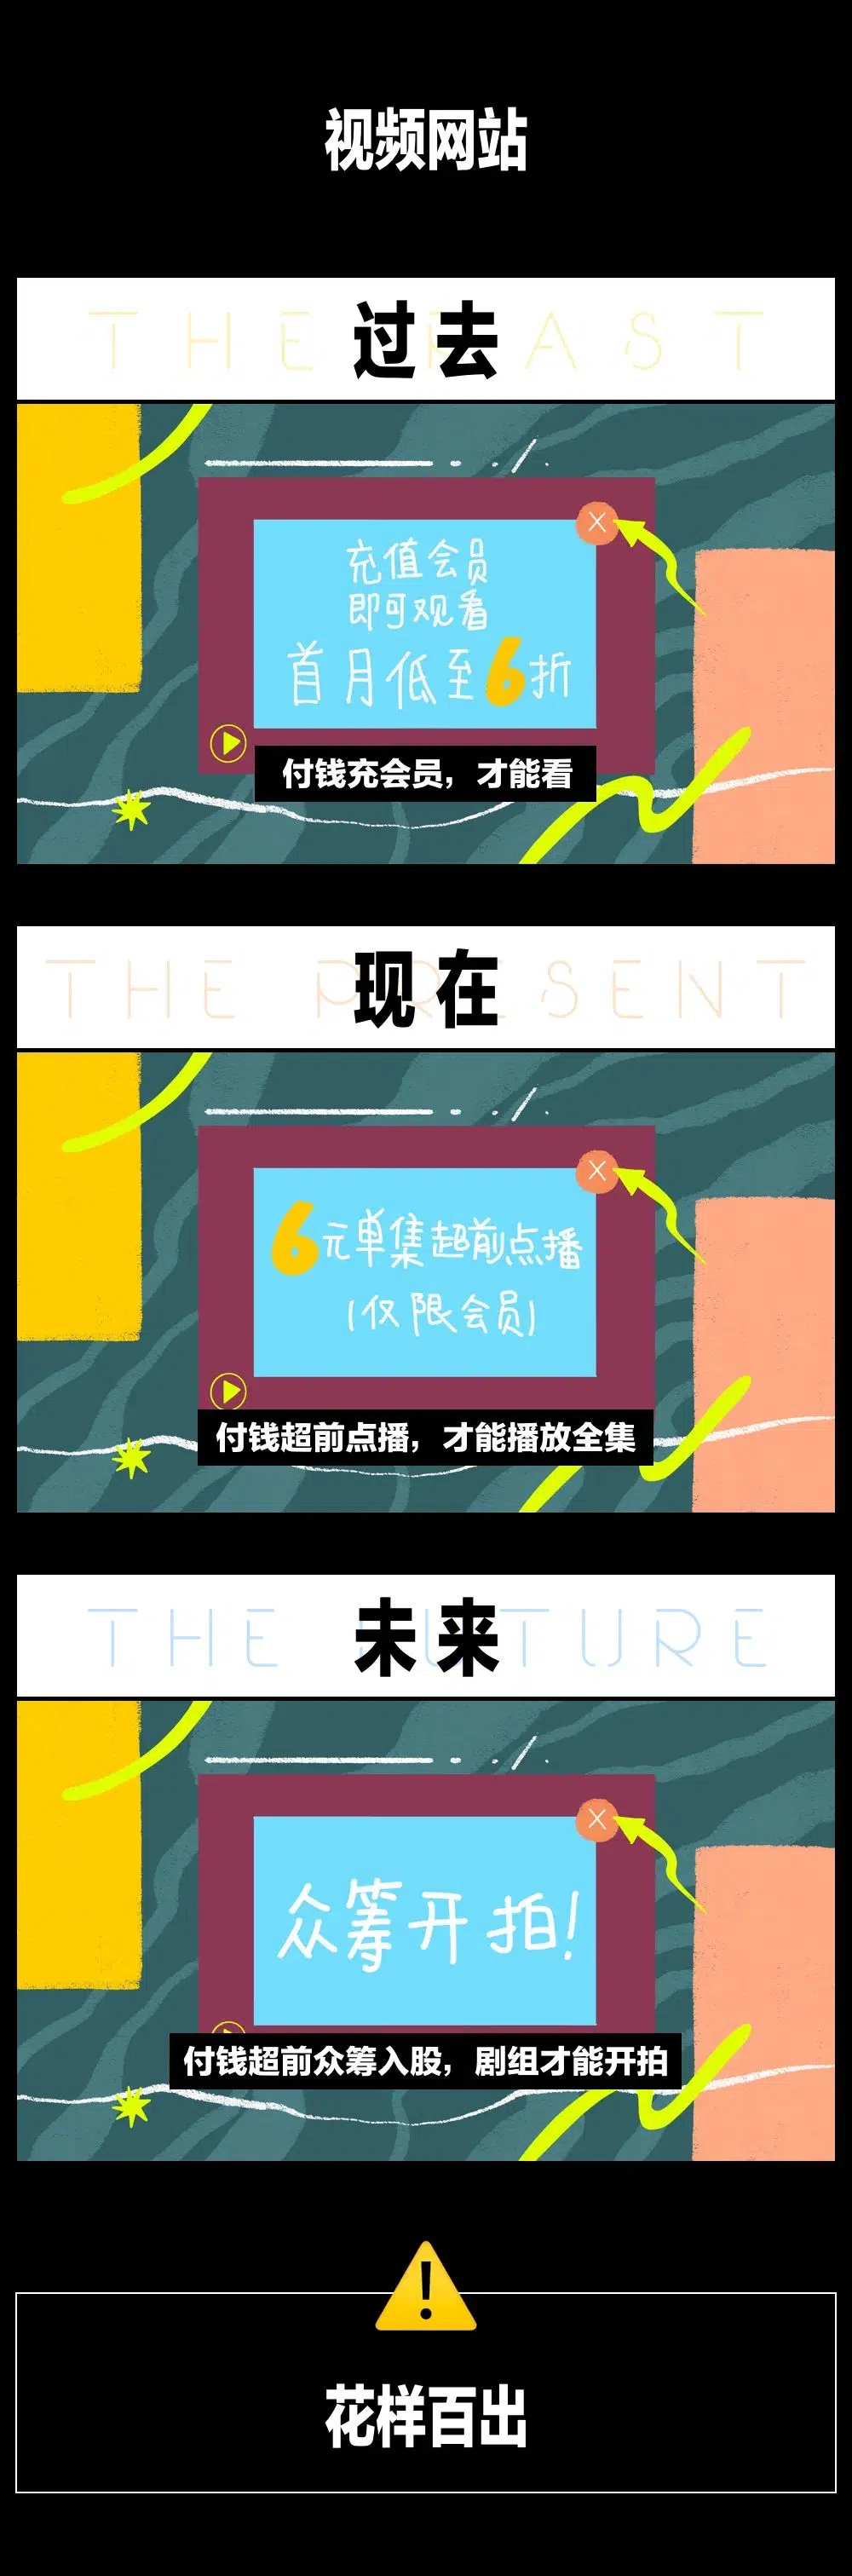 视频网站
THE PAST
过去
充值会员
即可观看
首月低至6折
付钱充会员，才能看
THE PRESENT
现在
6元单集超前点播
(仅限会员)
付钱超前点播，才能播放全集
THE FUTURE
未来
众筹开拍!
付钱超前众筹入股，剧组才能开拍
花样百出